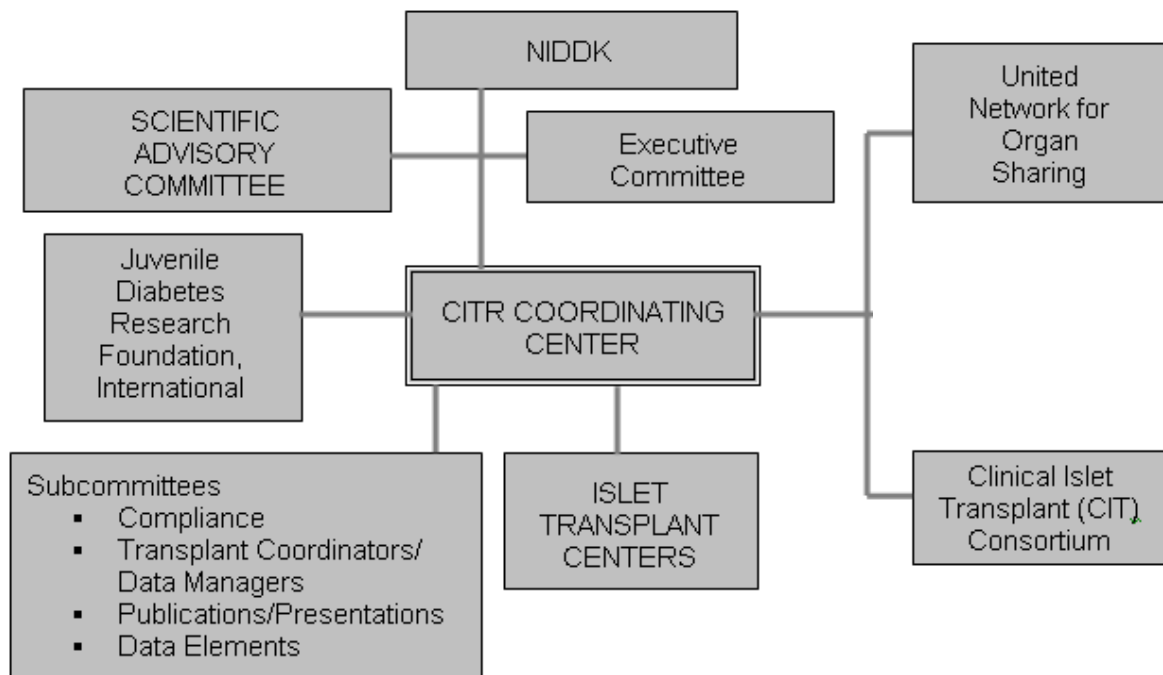 NIDDK
SCIENTIFIC
ADVISORY
COMMITTEE
Executive
Committee
United
Network for
Organ
Sharing
Juvenile
Diabetes
Research
Foundation,
International
CITR COORDINATING
CENTER
Subcommittees
▪ Compliance
▪ Transplant Coordinators/
Data Managers
▪ Publications/Presentations
▪ Data Elements
ISLET
TRANSPLANT
CENTERS
Clinical Islet
Transplant (CIT)
Consortium